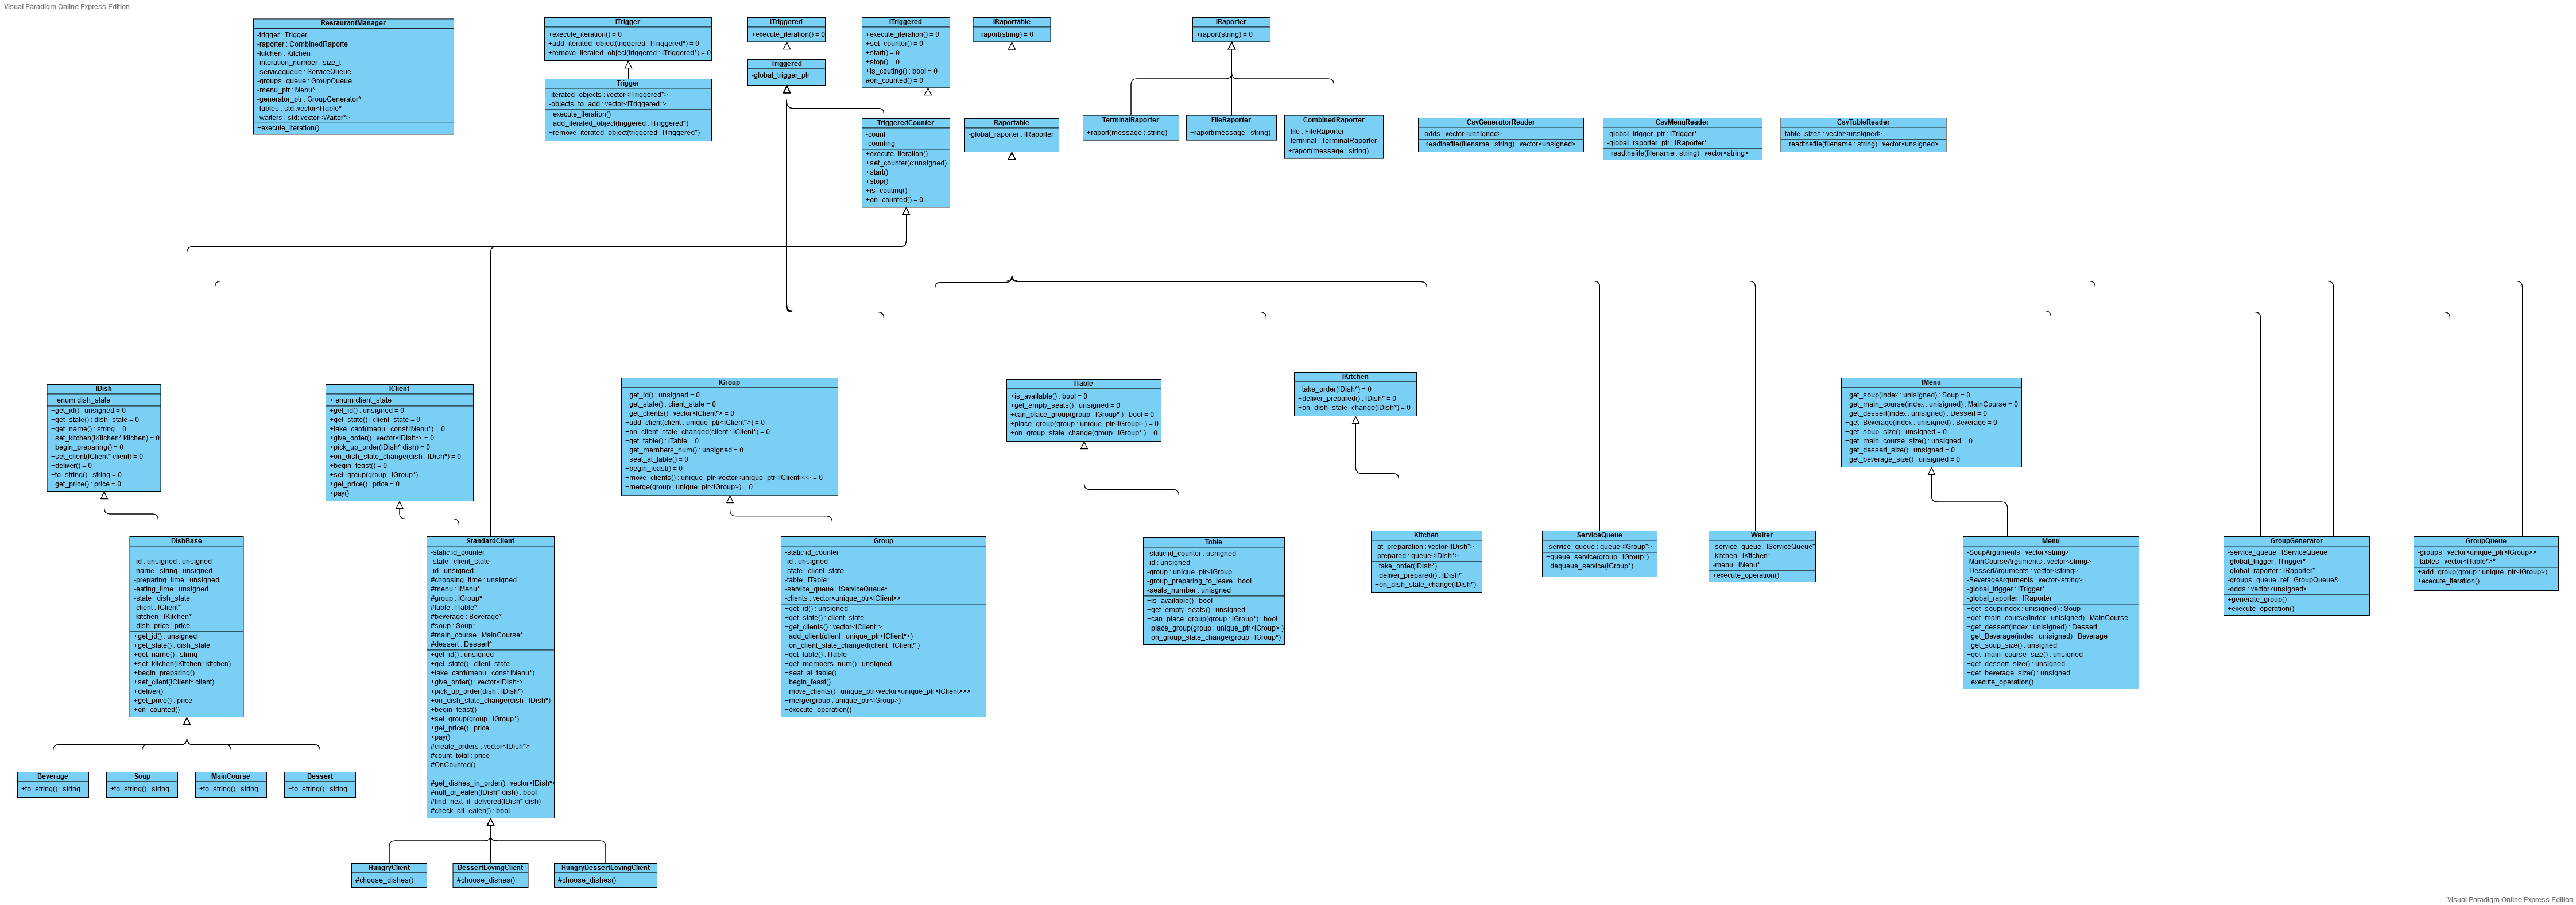 Visual Paradigm Online Express Edition
RestaurantManager
-trigger : Trigger
-raporter : CombinedRaporte
-kitchen : Kitchen
-interation_number : size_t
-servicequeue : ServiceQueue
-groups_queue : GroupQueue
-menu_ptr : Menu*
-generator_ptr : GroupGenerator*
-tables : std::vector<ITable*>
-waiters : std::vector<Waiter*>
+execute_iteration()
ITrigger
+execute_iteration() = 0
+add_iterated_object(triggered : ITriggered*) = 0
+remove_iterated_object(triggered : ITriggered*) = 0
Trigger
-iterated_objects : vector<ITriggered*>
-objects_to_add : vector<ITriggered*>
+execute_iteration()
+add_iterated_object(triggered : ITriggered*)
+remove_iterated_object(triggered : ITriggered*)
ITriggered
+execute_iteration() = 0
Triggered
-global_trigger_ptr
ITriggered
+execute_iteration() = 0
+set_counter() = 0
+start() = 0
+stop() = 0
+is_couting() : bool = 0
#on_counted() = 0
TriggeredCounter
-count
-counting
+execute_iteration()
+set_counter(c:unsigned)
+start()
+stop()
+is_couting()
+on_counted() = 0
IRaportable
+raport(string) = 0
Raportable
-global_raporter : IRaporter
IRaporter
+raport(string) = 0
TerminalRaporter
+raport(message : string)
FileRaporter
+raport(message : string)
CombinedRaporter
-file : FileRaporter
-terminal : TerminalRaporter
+raport(message : string)
CsvGeneratorReader
-odds : vector<unsigned>
+readthefile(filename : string) : vector<unsigned>
CsvMenuReader
-global_trigger_ptr : ITrigger*
-global_raporter_ptr : IRaporter*
+readthefile(filename : string) : vector<string>
CsvTableReader
table_sizes : vector<unsigned>
+readthefile(filename : string) : vector<unsigned>
IDish
+ enum dish_state
+get_id() : unsigned = 0
+get_state() : dish_state = 0
+get_name() : string = 0
+set_kitchen(IKitchen* kitchen) = 0
+begin_preparing() = 0
+set_client(IClient* client) = 0
+deliver() = 0
+to_string() : string = 0
+get_price() : price = 0
IClient
+ enum client_state
+get_id() : unsigned = 0
+get_state() : client_state = 0
+take_card(menu : const IMenu*) = 0
+give_order() : vector<IDish*> = 0
+pick_up_order(IDish* dish) = 0
+on_dish_state_change(dish : IDish*) = 0
+begin_feast() = 0
+set_group(group : IGroup*)
+get_price() : price = 0
+pay()
IGroup
+get_id() : unsigned = 0
+get_state() : client_state = 0
+get_clients() : vector<IClient*> = 0
+add_client(client : unique_ptr<IClient*>) = 0
+on_client_state_changed(client : IClient*) = 0
+get_table() : ITable = 0
+get_members_num() : unsigned = 0
+seat_at_table() = 0
+begin_feast() = 0
+move_clients() : unique_ptr<vector<unique_ptr<IClient>>> = 0
+merge(group : unique_ptr<IGroup>) = 0
ITable
+is_available() : bool = 0
+get_empty_seats() : unsigned = 0
+can_place_group(group : IGroup* ) : bool = 0
+place_group(group : unique_ptr<IGroup> ) = 0
+on_group_state_change(group : IGroup* ) = 0
IKitchen
+take_order(IDish*) = 0
+deliver_prepared() : IDish* = 0
+on_dish_state_change(IDish*) = 0
IMenu
+get_soup(index : unisigned) : Soup = 0
+get_main_course(index : unisigned) : MainCourse = 0
+get_dessert(index : unisigned) : Dessert = 0
+get_Beverage(index : unisigned) : Beverage = 0
+get_soup_size() : unsigned = 0
+get_main_course_size() : unsigned = 0
+get_dessert_size() : unsigned = 0
+get_beverage_size() : unsigned = 0
DishBase
-id : unsigned : unsigned
-name : string : unsigned
-preparing_time : unsigned
-eating_time : unsigned
-state : dish_state
-client : IClient*
-kitchen : IKitchen*
-dish_price : price
+get_id() : unsigned
+get_state() : dish_state
+get_name() : string
+set_kitchen(IKitchen* kitchen)
+begin_preparing()
+set_client(IClient* client)
+deliver()
+get_price() : price
+on_counted()
StandardClient
-static id_counter
-state : client_state
-id : unsigned
#choosing_time : unsigned
#menu : IMenu*
#group : IGroup*
#table : ITable*
#beverage : Beverage*
#soup : Soup*
#main_course : MainCourse*
#dessert : Dessert*
+get_id() : unsigned
+get_state() : client_state
+take_card(menu : const IMenu*)
+give_order() : vector<IDish*>
+pick_up_order(dish : IDish*)
+on_dish_state_change(dish : IDish*)
+begin_feast()
+set_group(group : IGroup*)
+get_price() : price
+pay()
#create_orders : vector<IDish*>
#count_total : price
#OnCounted()
#get_dishes_in_order() : vector<IDish*>
#null_or_eaten(IDish* dish) : bool
#find_next_if_delvered(IDish* dish)
#check_all_eaten() : bool
Group
-static id_counter
-id : unsigned
-state : client_state
-table : ITable*
-service_queue : IServiceQueue*
-clients : vector<unique_ptr<IClient>>
+get_id() : unsigned
+get_state() : client_state
+get_clients() : vector<IClient*>
+add_client(client : unique_ptr<IClient*>)
+on_client_state_changed(client : IClient* )
+get_table() : ITable
+get_members_num() : unsigned
+seat_at_table()
+begin_feast()
+move_clients() : unique_ptr<vector<unique_ptr<IClient>>>
+merge(group : unique_ptr<IGroup>)
+execute_operation()
Table
-static id_counter : usnigned
-id : unsigned
-group : unique_ptr<IGroup
-group_preparing_to_leave : bool
-seats_number : unisgned
+is_available() : bool
+get_empty_seats() : unsigned
+can_place_group(group : IGroup*) : bool
+place_group(group : unique_ptr<IGroup> )
+on_group_state_change(group : IGroup*)
Kitchen
-at_preparation : vector<IDish*>
-prepared : queue<IDish*>
+take_order(IDish*)
+deliver_prepared() : IDish*
+on_dish_state_change(IDish*)
ServiceQueue
-service_queue : queue<IGroup*>
+queue_service(group : IGroup*)
+dequeue_service(IGroup*)
Waiter
-service_queue : IServiceQueue*
-kitchen : IKitchen*
-menu : IMenu*
+execute_operation()
Menu
-SoupArguments : vector<string>
-MainCourseArguments : vector<string>
-DessertArguments : vector<string>
-BeverageArguments : vector<string>
-global_trigger : ITrigger*
-global_raporter : IRaporter
+get_soup(index : unisigned) : Soup
+get_main_course(index : unisigned) : MainCourse
+get_dessert(index : unisigned) : Dessert
+get_Beverage(index : unisigned) : Beverage
+get_soup_size() : unsigned
+get_main_course_size() : unsigned
+get_dessert_size() : unsigned
+get_beverage_size() : unsigned
+execute_operation()
GroupGenerator
-service_queue : IServiceQueue
-global_trigger : ITrigger*
-global_raporter : IRaporter*
-groups_queue_ref : GroupQueue&
-odds : vector<unsigned>
+generate_group()
+execute_operation()
GroupQueue
-groups : vector<unique_ptr<IGroup>>
-tables : vector<ITable*>*
+add_group(group : unique_ptr<IGroup>)
+execute_iteration()
Beverage
+to_string() : string
Soup
+to_string() : string
MainCourse
+to_string() : string
Dessert
+to_string() : string
HungryClient
#choose_dishes()
DessertLovingClient
#choose_dishes()
HungryDessertLovingClient
#choose_dishes()
Visual Paradigm Online Express Edition